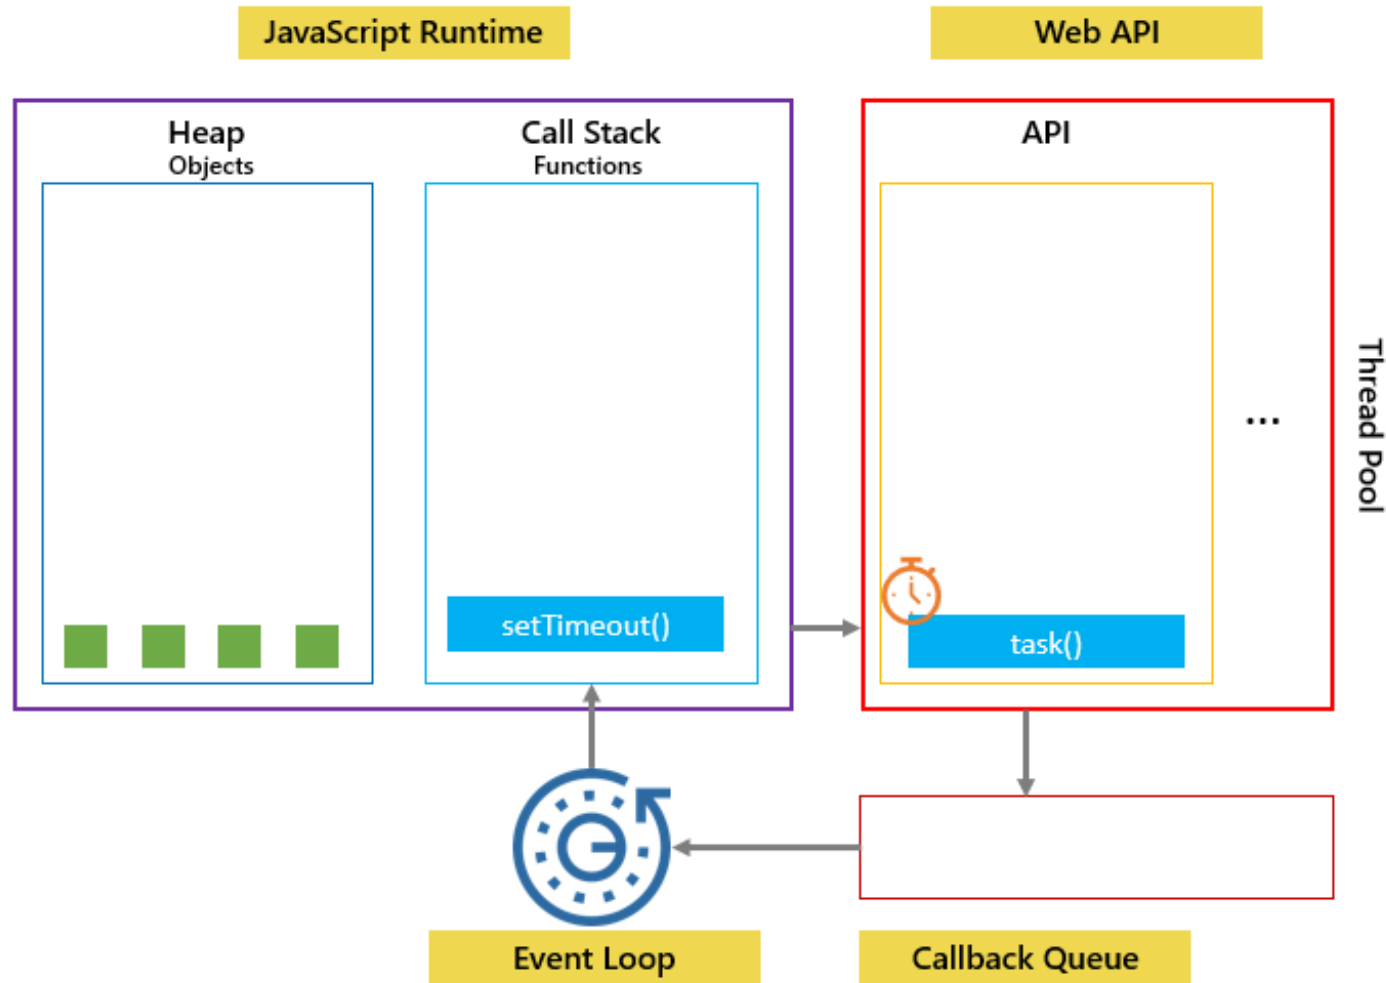 JavaScript Runtime
Web API
Heap
Objects
Call Stack
Functions
API
...
Thread Pool
setTimeout()
task()
Event Loop
Callback Queue